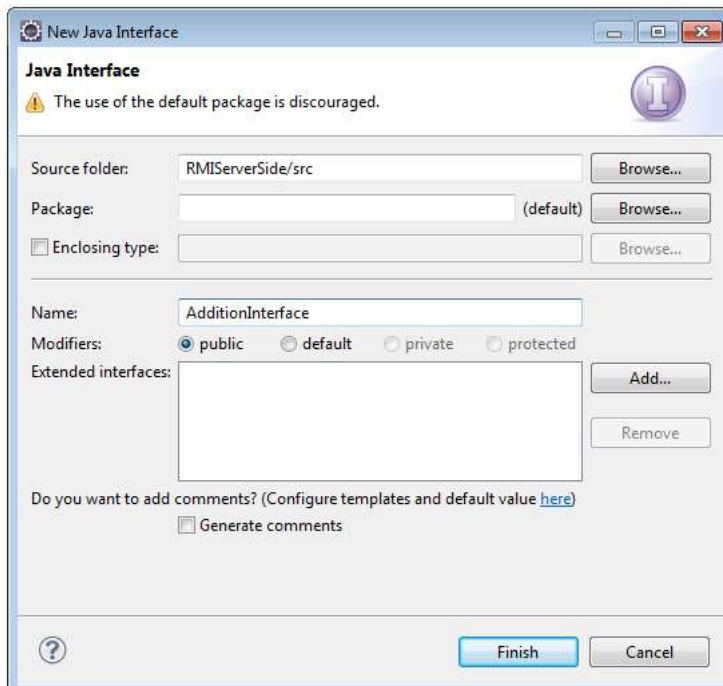 New Java Interface
Java Interface
The use of the default package is discouraged.
Source folder: RMIServerSide/src Browse...
Package: (default) Browse...
Enclosing type: Browse...
Name: AdditionInterface
Modifiers: public default private protected
Extended interfaces: Add...
Remove
Do you want to add comments? (Configure templates and default value here)
Generate comments
Finish Cancel